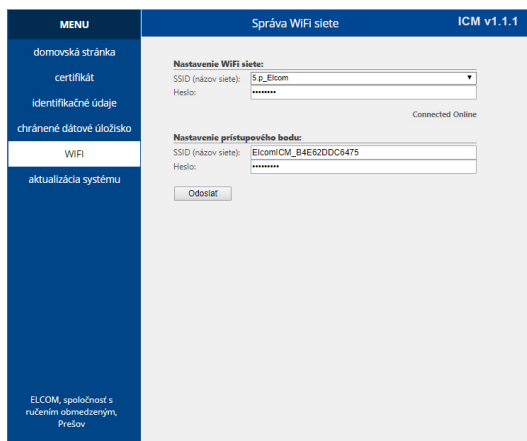 MENU
Správa WiFi siete
ICM v1.1.1
domovská stránka
certifikát
identifikačné údaje
chránené dátové úložisko
WIFI
aktualizácia systému
Nastavenie WiFi siete:
SSID (názov siete): 5.p_Elcom
Heslo: ••••••••
Connected Online
Nastavenie prístupového bodu:
SSID (názov siete): ElcomICM_B4E62DDC6475
Heslo: •••••••••
Odoslať
ELCOM, spoločnosť s
ručením obmedzeným,
Prešov